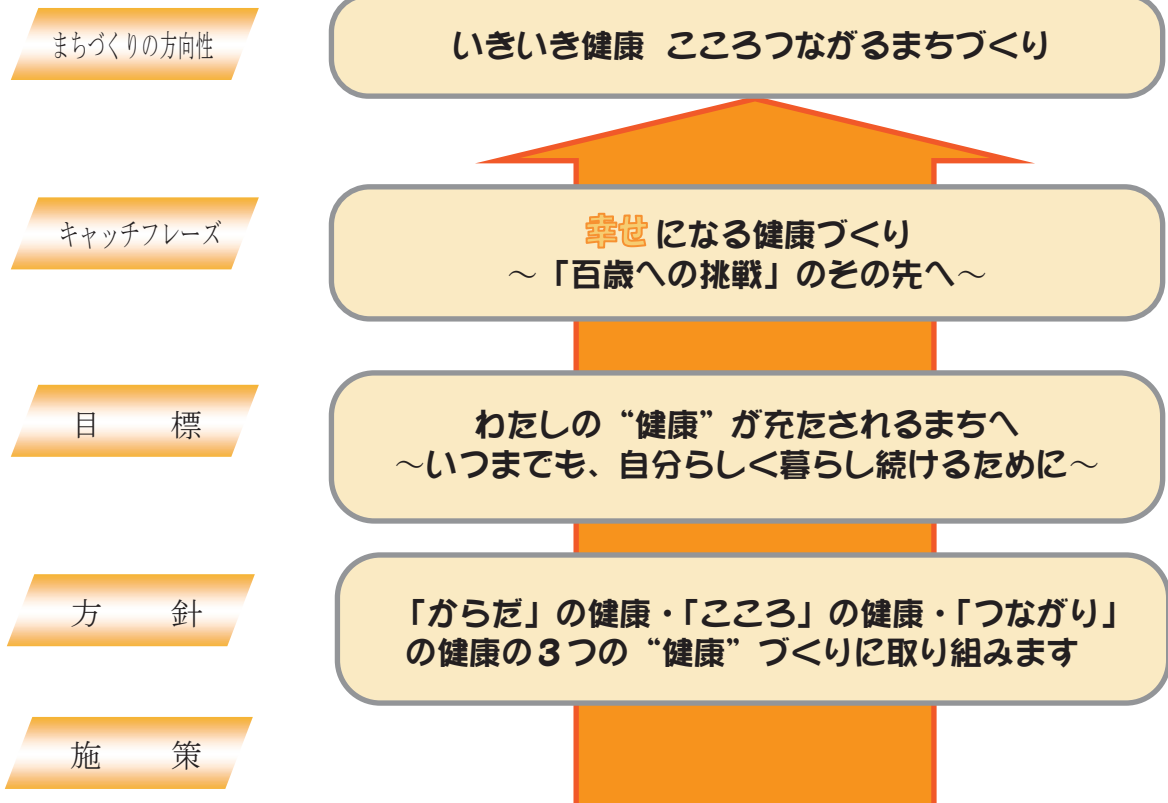 まちづくりの方向性
いきいき健康 こころつながるまちづくり
キャッチフレーズ
幸せになる健康づくり
～「百歳への挑戦」のその先へ～
目　標
わたしの“健康”が充たされるまちへ
～いつまでも、自分らしく暮らし続けるために～
方　針
「からだ」の健康・「こころ」の健康・「つながり」
の健康の３つの“健康”づくりに取り組みます
施　策